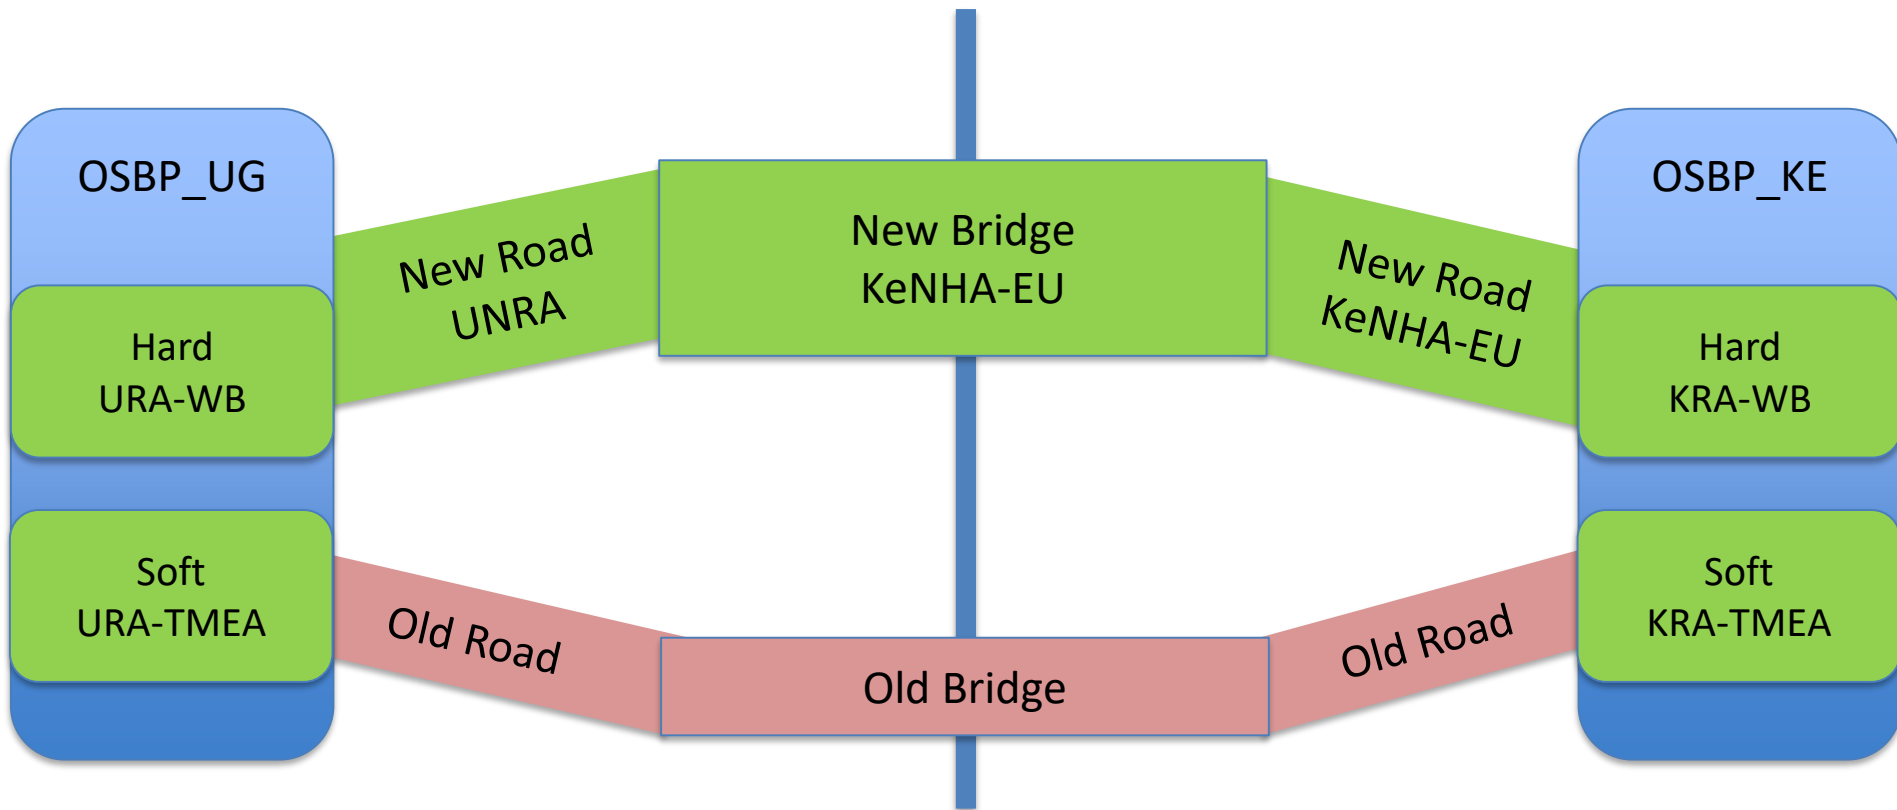 OSBP_UG
Hard
URA-WB
Soft
URA-TMEA
New Road
UNRA
New Bridge
KeNHA-EU
New Road
KeNHA-EU
Old Road
Old Bridge
Old Road
OSBP_KE
Hard
KRA-WB
Soft
KRA-TMEA